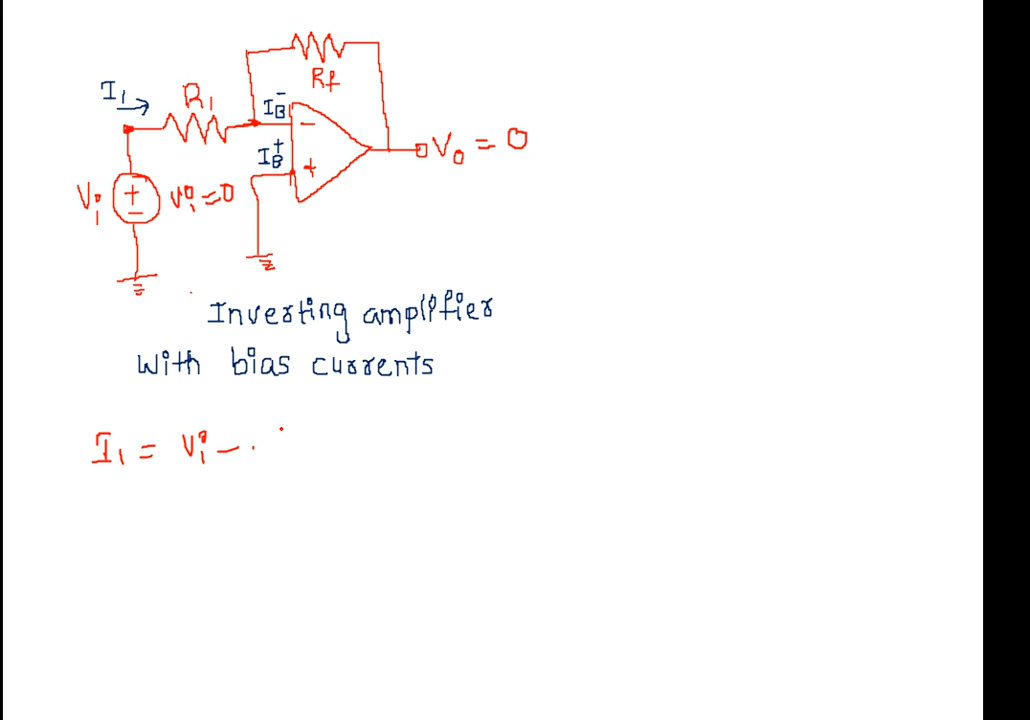 Rf
I1 R1 IB-
IB+
Vi + - Vi = 0 - + Vo = 0
Inverting amplifier
with bias currents
I1 = Vi -